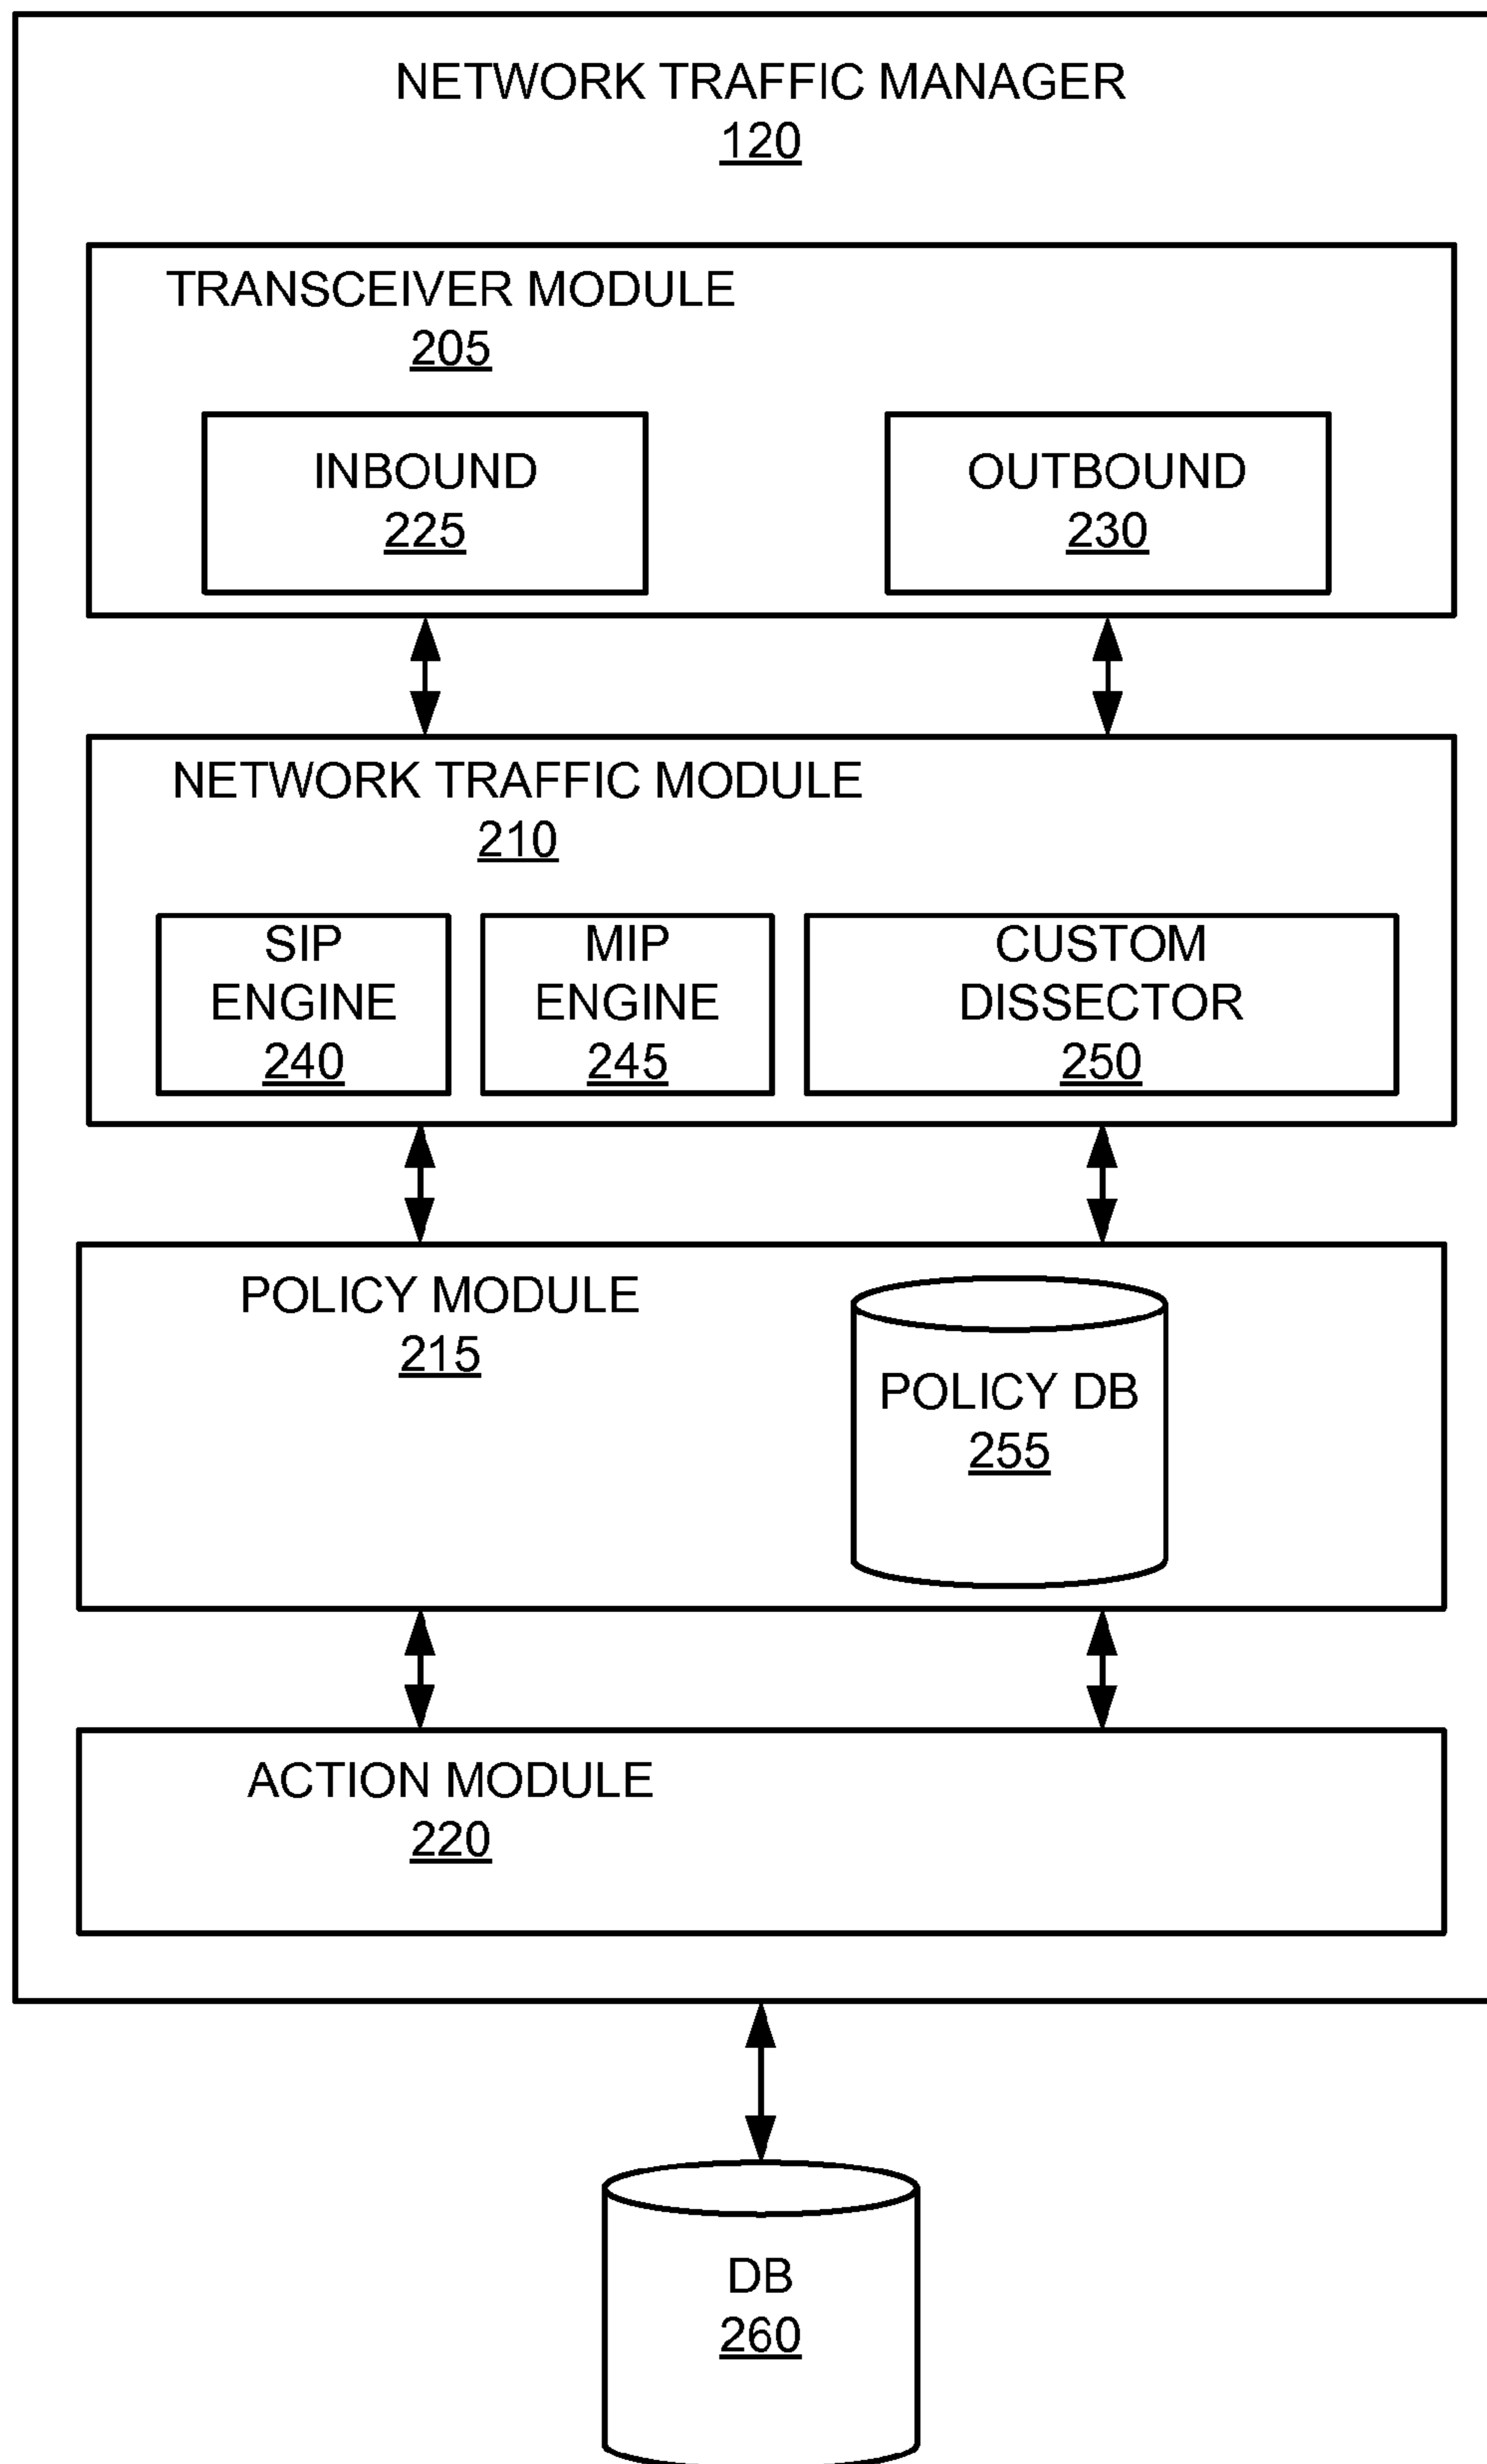 NETWORK TRAFFIC MANAGER
120
TRANSCEIVER MODULE
205
INBOUND
225
OUTBOUND
230
NETWORK TRAFFIC MODULE
210
SIP
ENGINE
240
MIP
ENGINE
245
CUSTOM
DISSECTOR
250
POLICY MODULE
215
POLICY DB
255
ACTION MODULE
220
DB
260